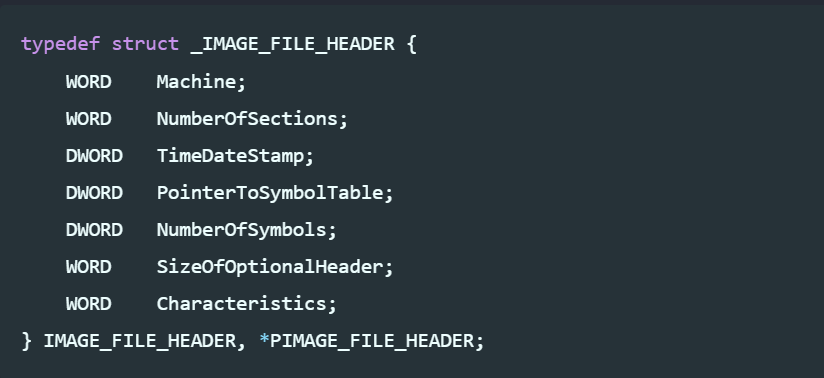 typedef struct _IMAGE_FILE_HEADER {
    WORD    Machine;
    WORD    NumberOfSections;
    DWORD   TimeDateStamp;
    DWORD   PointerToSymbolTable;
    DWORD   NumberOfSymbols;
    WORD    SizeOfOptionalHeader;
    WORD    Characteristics;
} IMAGE_FILE_HEADER, *PIMAGE_FILE_HEADER;